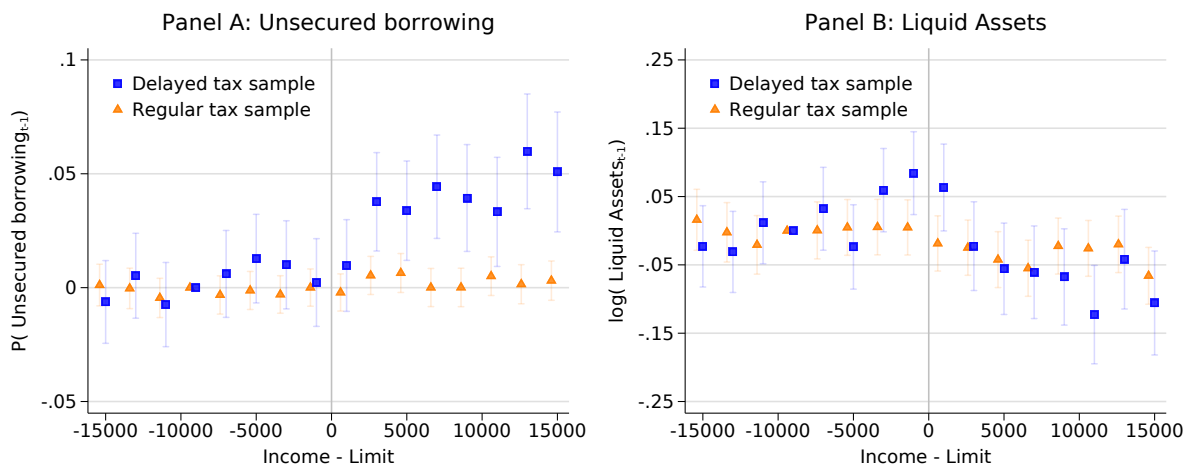 Panel A: Unsecured borrowing
P( Unsecured borrowingt-1)
.1
.05
0
-.05
Delayed tax sample
Regular tax sample
-15000 -10000 -5000 0 5000 10000 15000
Income - Limit
Panel B: Liquid Assets
log( Liquid Assetst-1)
.25
.15
.05
-.05
-.15
-.25
Delayed tax sample
Regular tax sample
-15000 -10000 -5000 0 5000 10000 15000
Income - Limit